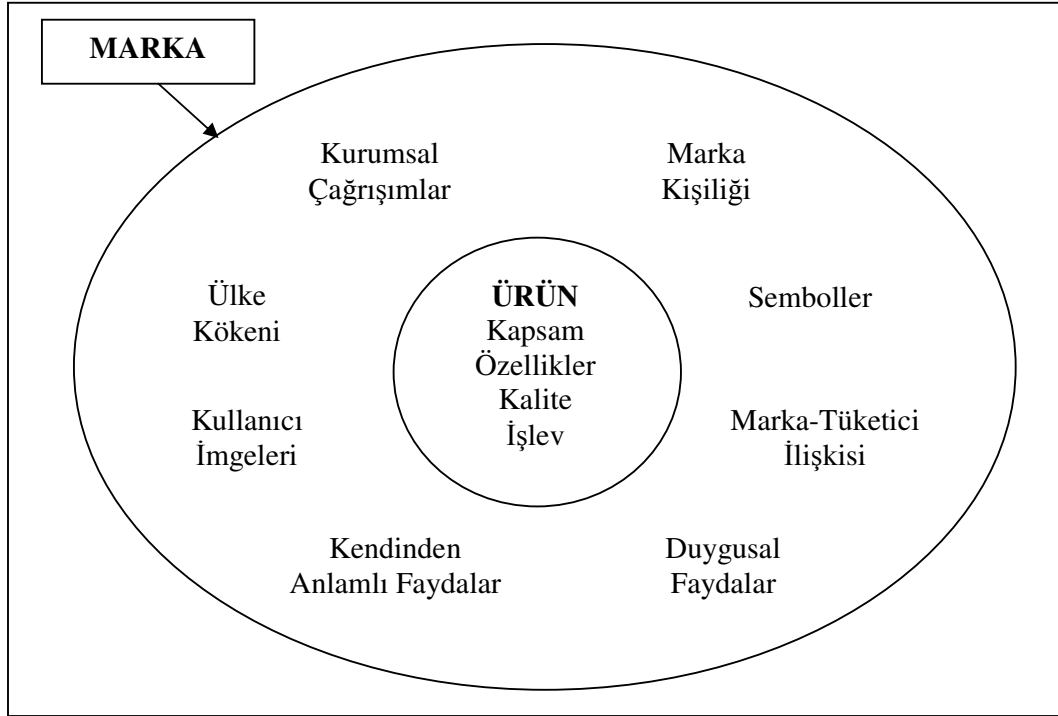 MARKA
Kurumsal
Çağrışımlar
Marka
Kişiliği
Ülke
Kökeni
ÜRÜN
Kapsam
Özellikler
Kalite
İşlev
Semboller
Kullanıcı
İmgeleri
Marka-Tüketici
İlişkisi
Kendinden
Anlamlı Faydalar
Duygusal
Faydalar